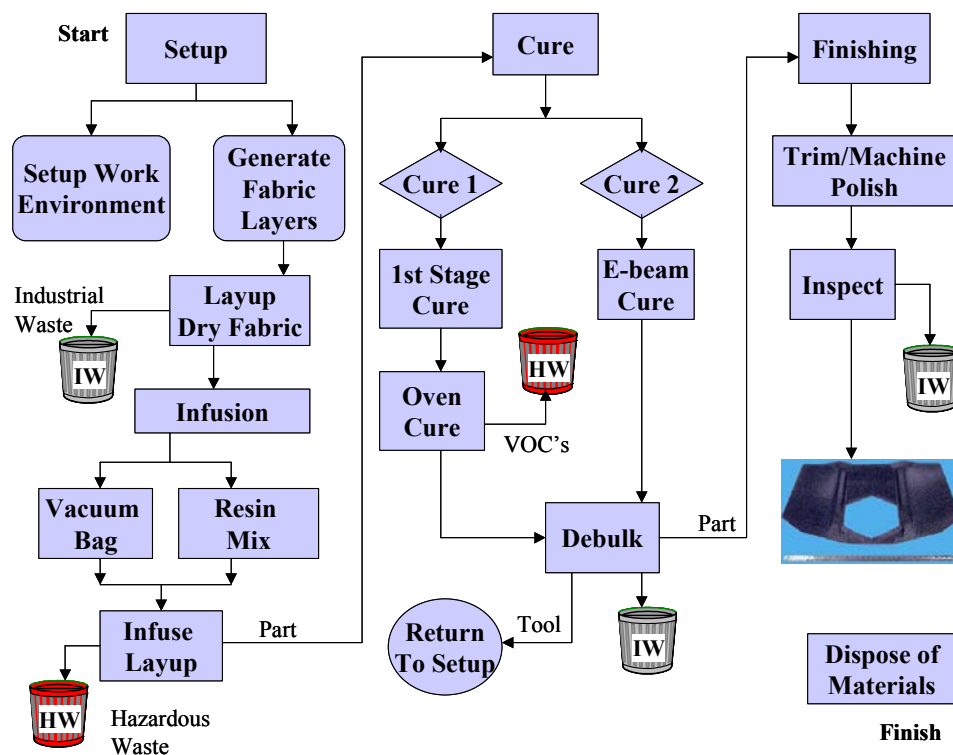 Start
Setup
Setup Work
Environment
Generate
Fabric
Layers
Industrial
Waste
IW
Layup
Dry Fabric
Infusion
Vacuum
Bag
Resin
Mix
Infuse
Layup
Part
HW
Hazardous
Waste
Cure
Cure 1
Cure 2
1st Stage
Cure
E-beam
Cure
HW
Oven
Cure
VOC's
Debulk
Part
Tool
Return
To Setup
IW
Finishing
Trim/Machine
Polish
Inspect
IW
Dispose of
Materials
Finish